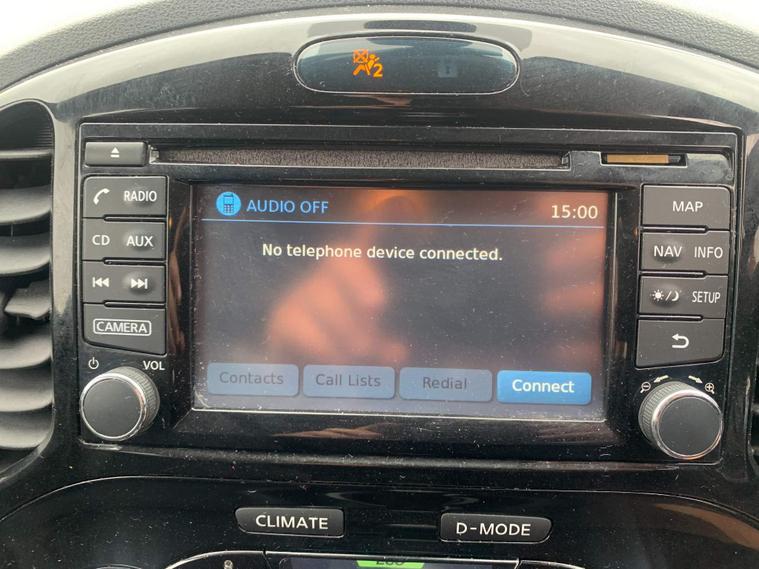 2
AUDIO OFF
15:00
No telephone device connected.
Contacts
Call Lists
Redial
Connect
RADIO
CD
AUX
CAMERA
VOL
MAP
NAV
INFO
SETUP
CLIMATE
D-MODE